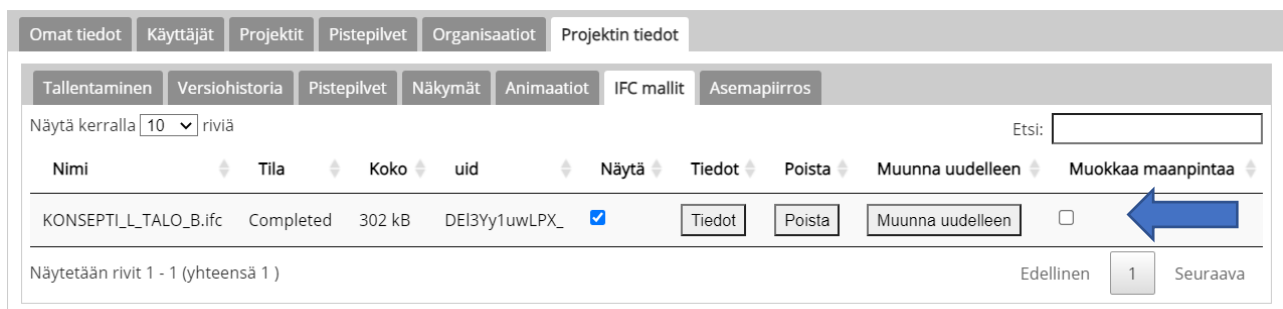 Omat tiedot Käyttäjät Projektit Pistepilvet Organisaatiot Projektin tiedot
Tallentaminen Versiohistoria Pistepilvet Näkymät Animaatiot IFC mallit Asemapiirros
Näytä kerralla 10 riviä Etsi:
Nimi Tila Koko uid Näytä Tiedot Poista Muunna uudelleen Muokkaa maanpintaa
KONSEPTI_L_TALO_B.ifc Completed 302 kB DEl3Yy1uwLPX_ Tiedot Poista Muunna uudelleen
Näytetään rivit 1 - 1 (yhteensä 1 ) Edellinen 1 Seuraava